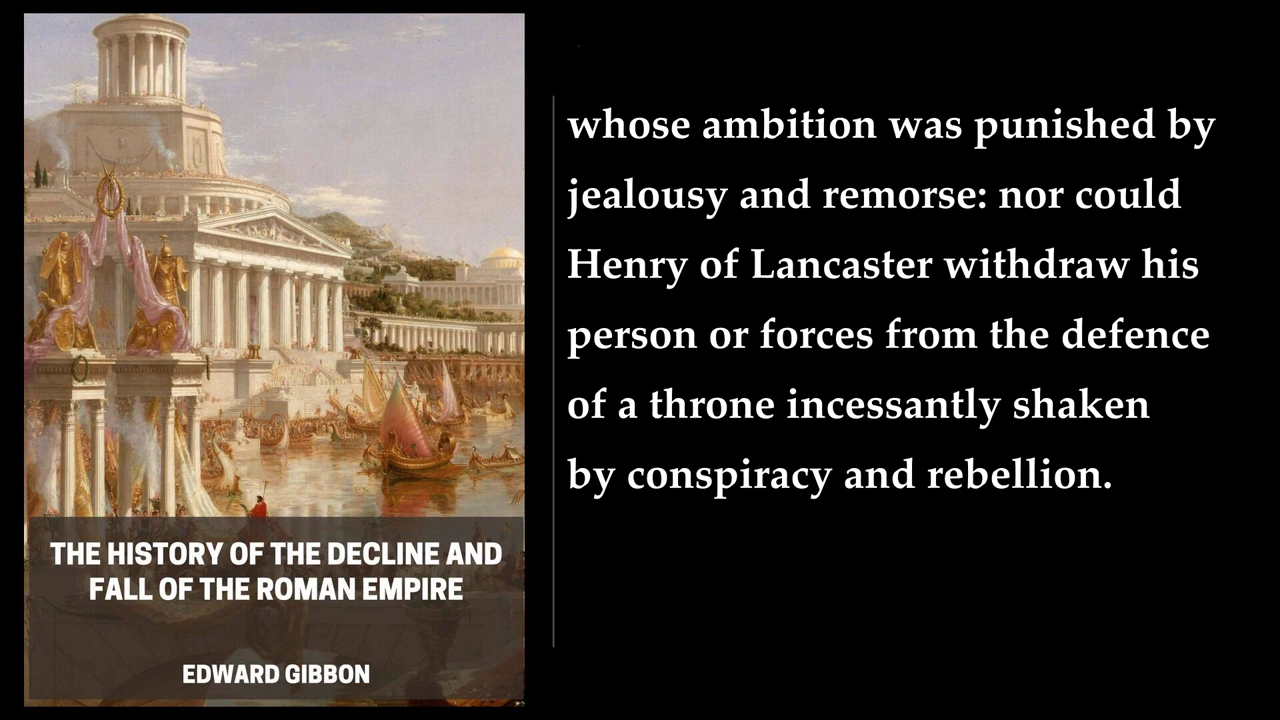 whose ambition was punished by
jealousy and remorse: nor could
Henry of Lancaster withdraw his
person or forces from the defence
of a throne incessantly shaken
by conspiracy and rebellion.
THE HISTORY OF THE DECLINE AND
FALL OF THE ROMAN EMPIRE
EDWARD GIBBON